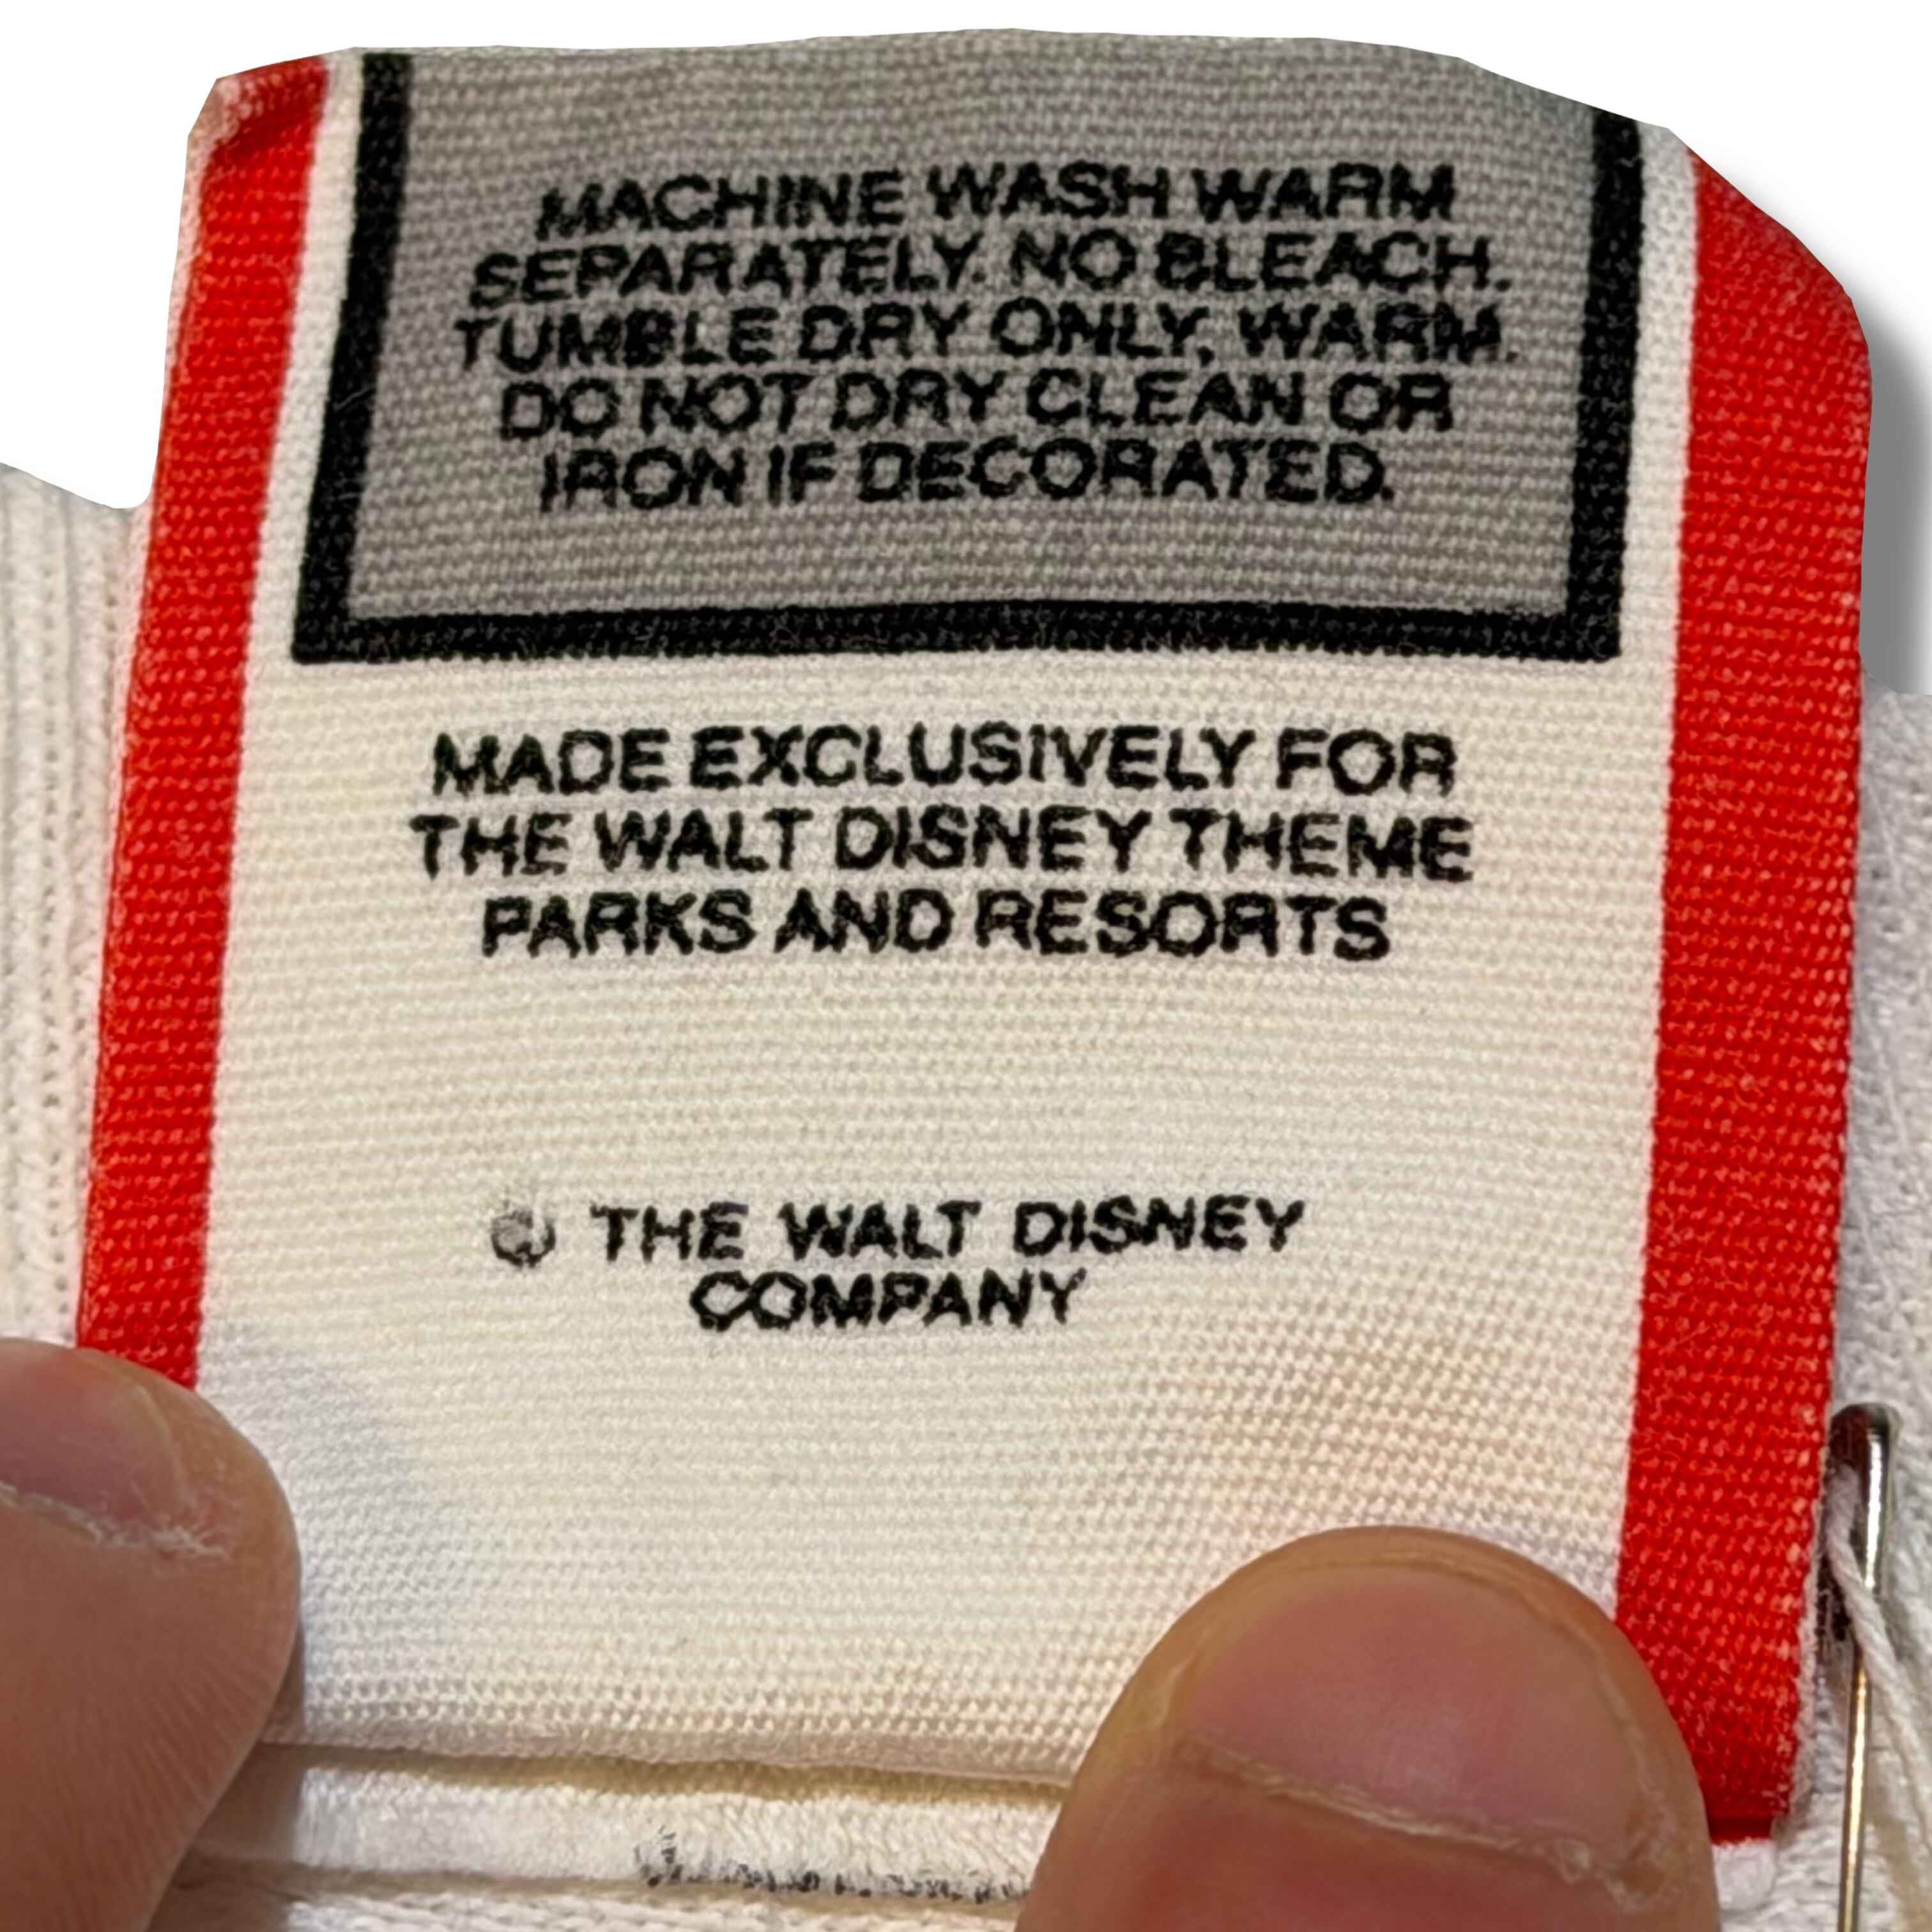 MACHINE WASH WARM
SEPARATELY. NO BLEACH.
TUMBLE DRY ONLY, WARM.
DO NOT DRY CLEAN OR
IRON IF DECORATED.
MADE EXCLUSIVELY FOR
THE WALT DISNEY THEME
PARKS AND RESORTS
© THE WALT DISNEY
COMPANY